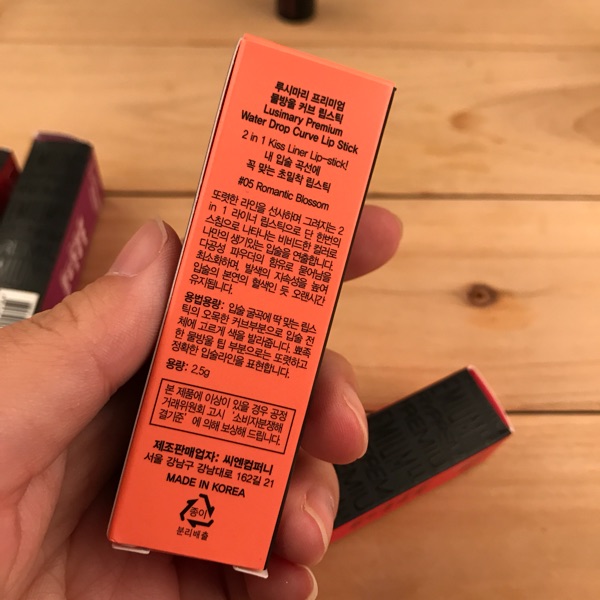 루시마리 프리미엄
물방울 커브 립스틱
Lusimary Premium
Water Drop Curve Lip Stick
2 in 1 Kiss Liner Lip-stick!
내 입술 곡선에
꼭 맞는 초밀착 립스틱
#05 Romantic Blossom
또렷한 라인을 선사하며 그려지는 2
in 1 라이너 립스틱으로 단 한번의
스침으로 나타나는 비비드한 컬러로
나만의 생기있는 입술을 연출합니다.
다공성 파우더의 함유로 묻어남을
최소화하며, 발색의 지속성을 높여
입술의 본연의 혈색인 듯 오랜시간
유지됩니다.
용법용량: 입술 굴곡에 딱 맞는 립스
틱의 오목한 커브부분으로 입술 전
체에 고르게 색을 발라줍니다. 뾰족
한 물방울 팁 부분으로는 또렷하고
정확한 입술라인을 표현합니다.
용량: 2.5g
본 제품에 이상이 있을 경우 공정
거래위원회 고시 '소비자분쟁해
결기준' 에 의해 보상해 드립니다.
제조판매업자: 씨엔컴퍼니
서울 강남구 강남대로 162길 21
MADE IN KOREA
종이
분리배출